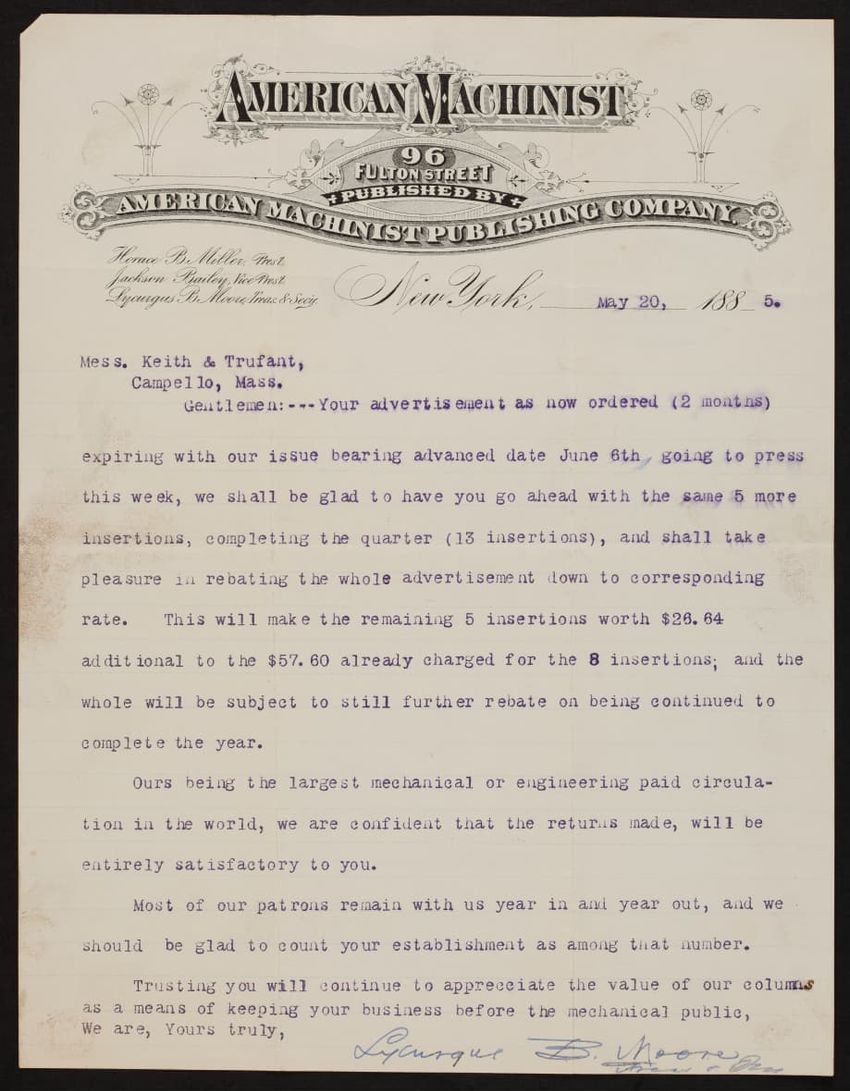 AMERICAN MACHINIST
96
FULTON STREET
PUBLISHED BY
AMERICAN MACHINIST PUBLISHING COMPANY.
Horace B. Miller, Prest.
Jackson Bailey, Vice Prest.
Lycurgus B. Moore, Treas. & Secy.
New York, May 20, 188 5.
Mess. Keith & Trufant,
Campello, Mass.
Gentlemen:---Your advertisement as now ordered (2 months)
expiring with our issue bearing advanced date June 6th, going to press
this week, we shall be glad to have you go ahead with the same 5 more
insertions, completing the quarter (13 insertions), and shall take
pleasure in rebating the whole advertisement down to corresponding
rate. This will make the remaining 5 insertions worth $26.64
additional to the $57.60 already charged for the 8 insertions; and the
whole will be subject to still further rebate on being continued to
complete the year.
Ours being the largest mechanical or engineering paid circula-
tion in the world, we are confident that the returns made, will be
entirely satisfactory to you.
Most of our patrons remain with us year in and year out, and we
should be glad to count your establishment as among that number.
Trusting you will continue to appreciate the value of our columns
as a means of keeping your business before the mechanical public,
We are, Yours truly,
Lycurgus B. Moore